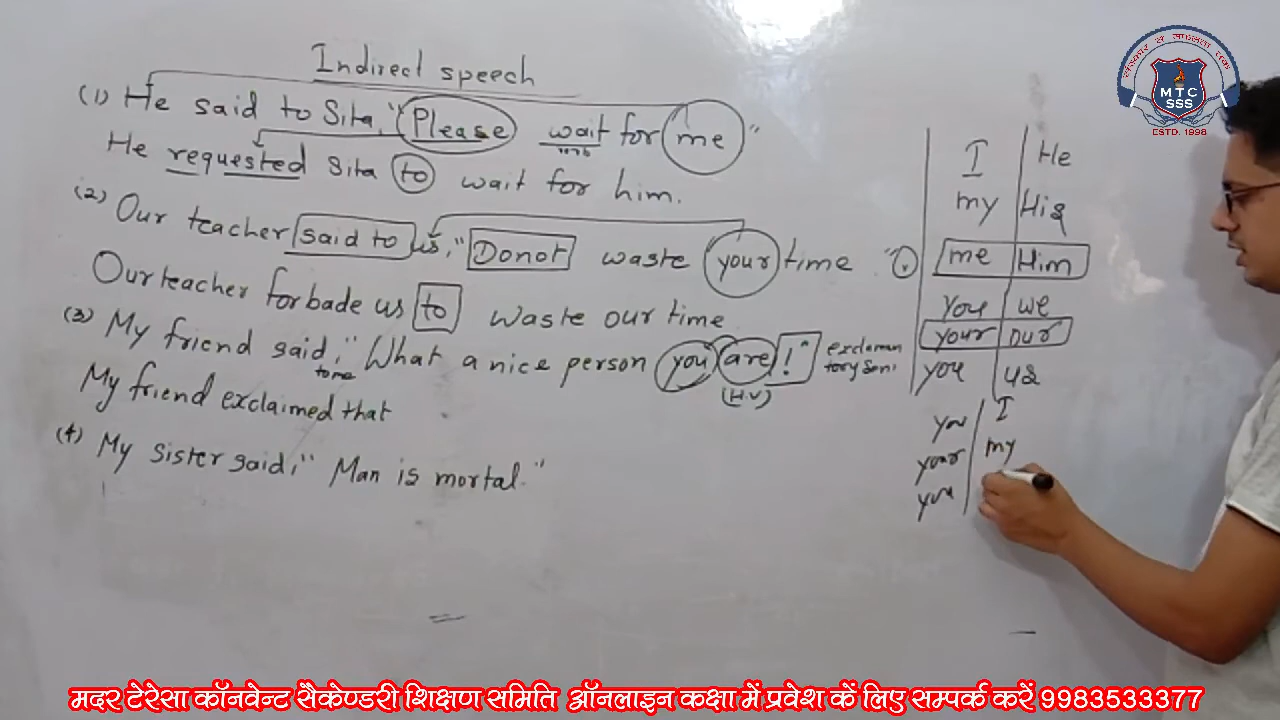 Indirect speech
(1) He said to Sita, "Please wait for me"
He requested Sita to wait for him.
(2) Our teacher said to us, "Donot waste your time."
Our teacher forbade us to waste our time
(3) My friend said, "What a nice person you are!" exclamatory Sen:
to me
(H.V)
My friend exclaimed that
(4) My sister said, "Man is mortal."
I He
my His
me Him
you we
your our
you us
you I
your my
you
MTC
SSS
ESTD. 1998
मदर टेरेसा कॉनवेन्ट सैकेण्डरी शिक्षण समिति ऑनलाइन कक्षा में प्रवेश कें लिए सम्पर्क करें 9983533377